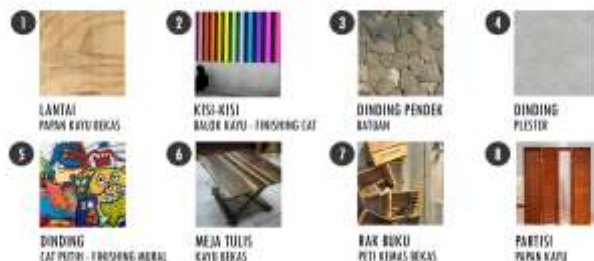 1
LANTAI
PAPAN KAYU BEKAS
2
KISI-KISI
BALOK KAYU - FINISHING CAT
3
DINDING PENDEK
BATUAN
4
DINDING
PLESTER
5
DINDING
CAT PUTIH - FINISHING MURAL
6
MEJA TULIS
KAYU BEKAS
7
RAK BUKU
PETI KEMAS BEKAS
8
PARTISI
PAPAN KAYU